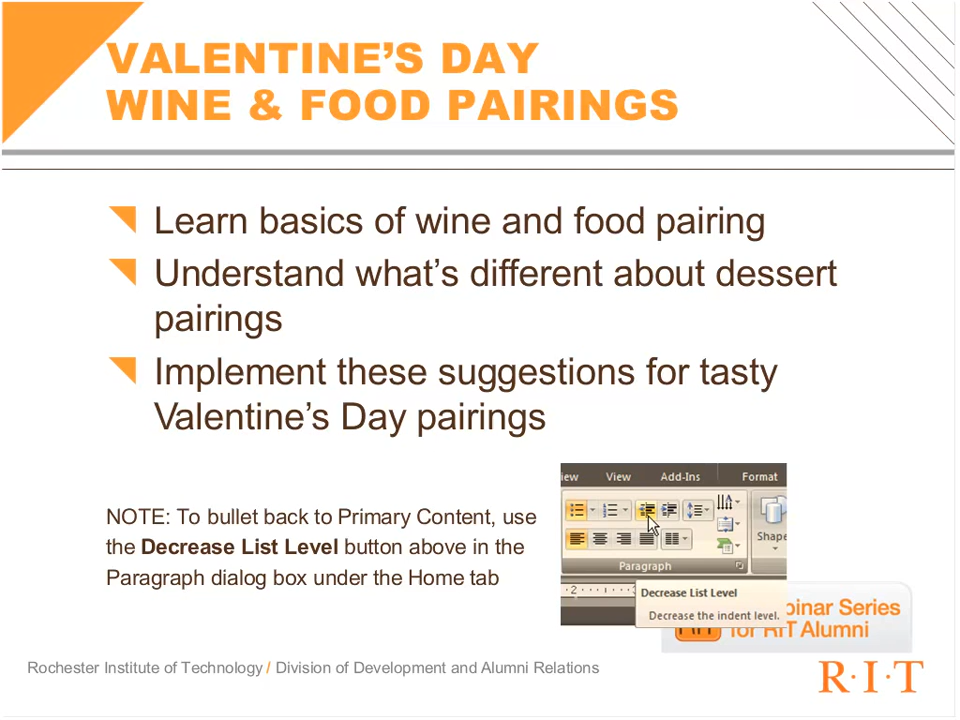 VALENTINE’S DAY
WINE & FOOD PAIRINGS
Learn basics of wine and food pairing
Understand what’s different about dessert
pairings
Implement these suggestions for tasty
Valentine’s Day pairings
NOTE: To bullet back to Primary Content, use
the Decrease List Level button above in the
Paragraph dialog box under the Home tab
View Add-Ins Format
Paragraph
Decrease List Level
Decrease the indent level.
Series
for RIT Alumni
Rochester Institute of Technology / Division of Development and Alumni Relations
R·I·T